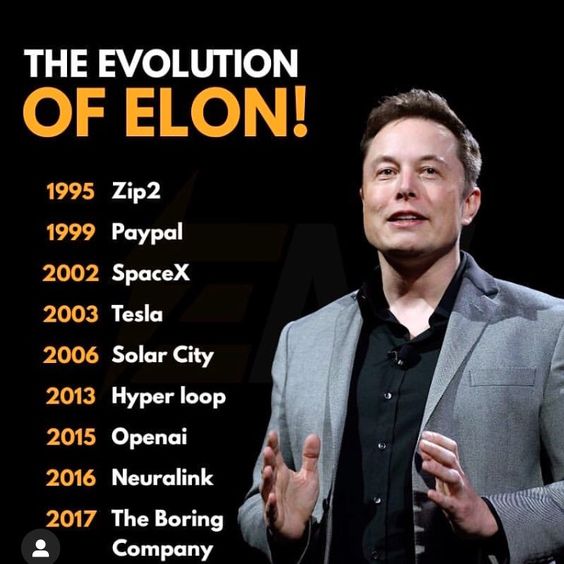 THE EVOLUTION
OF ELON!
1995 Zip2
1999 Paypal
2002 SpaceX
2003 Tesla
2006 Solar City
2013 Hyper loop
2015 Openai
2016 Neuralink
2017 The Boring
Company